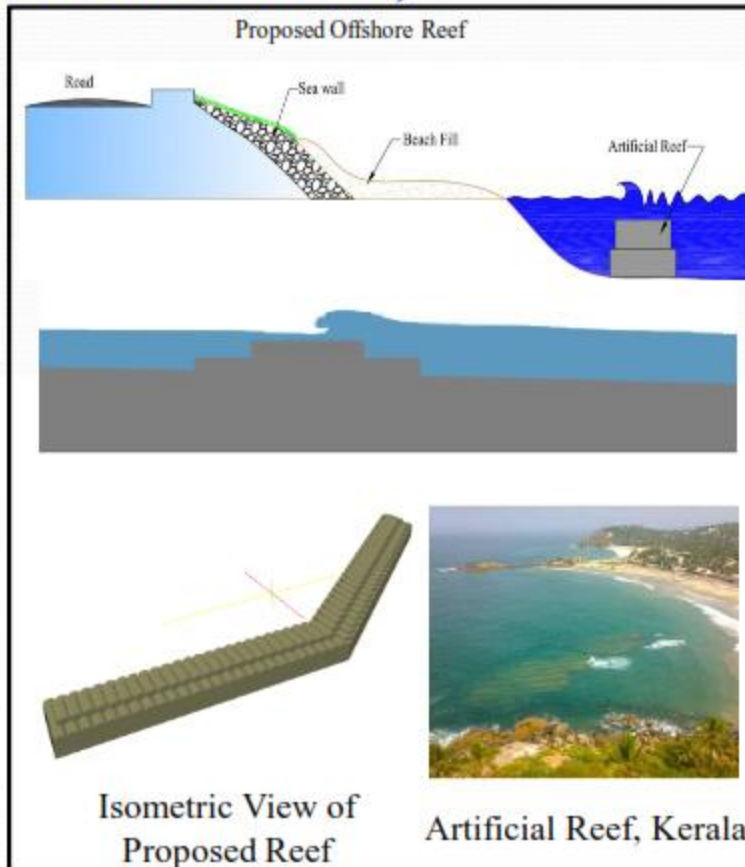 Proposed Offshore Reef
Road
Sea wall
Beach Fill
Artificial Reef
Isometric View of
Proposed Reef
Artificial Reef, Kerala